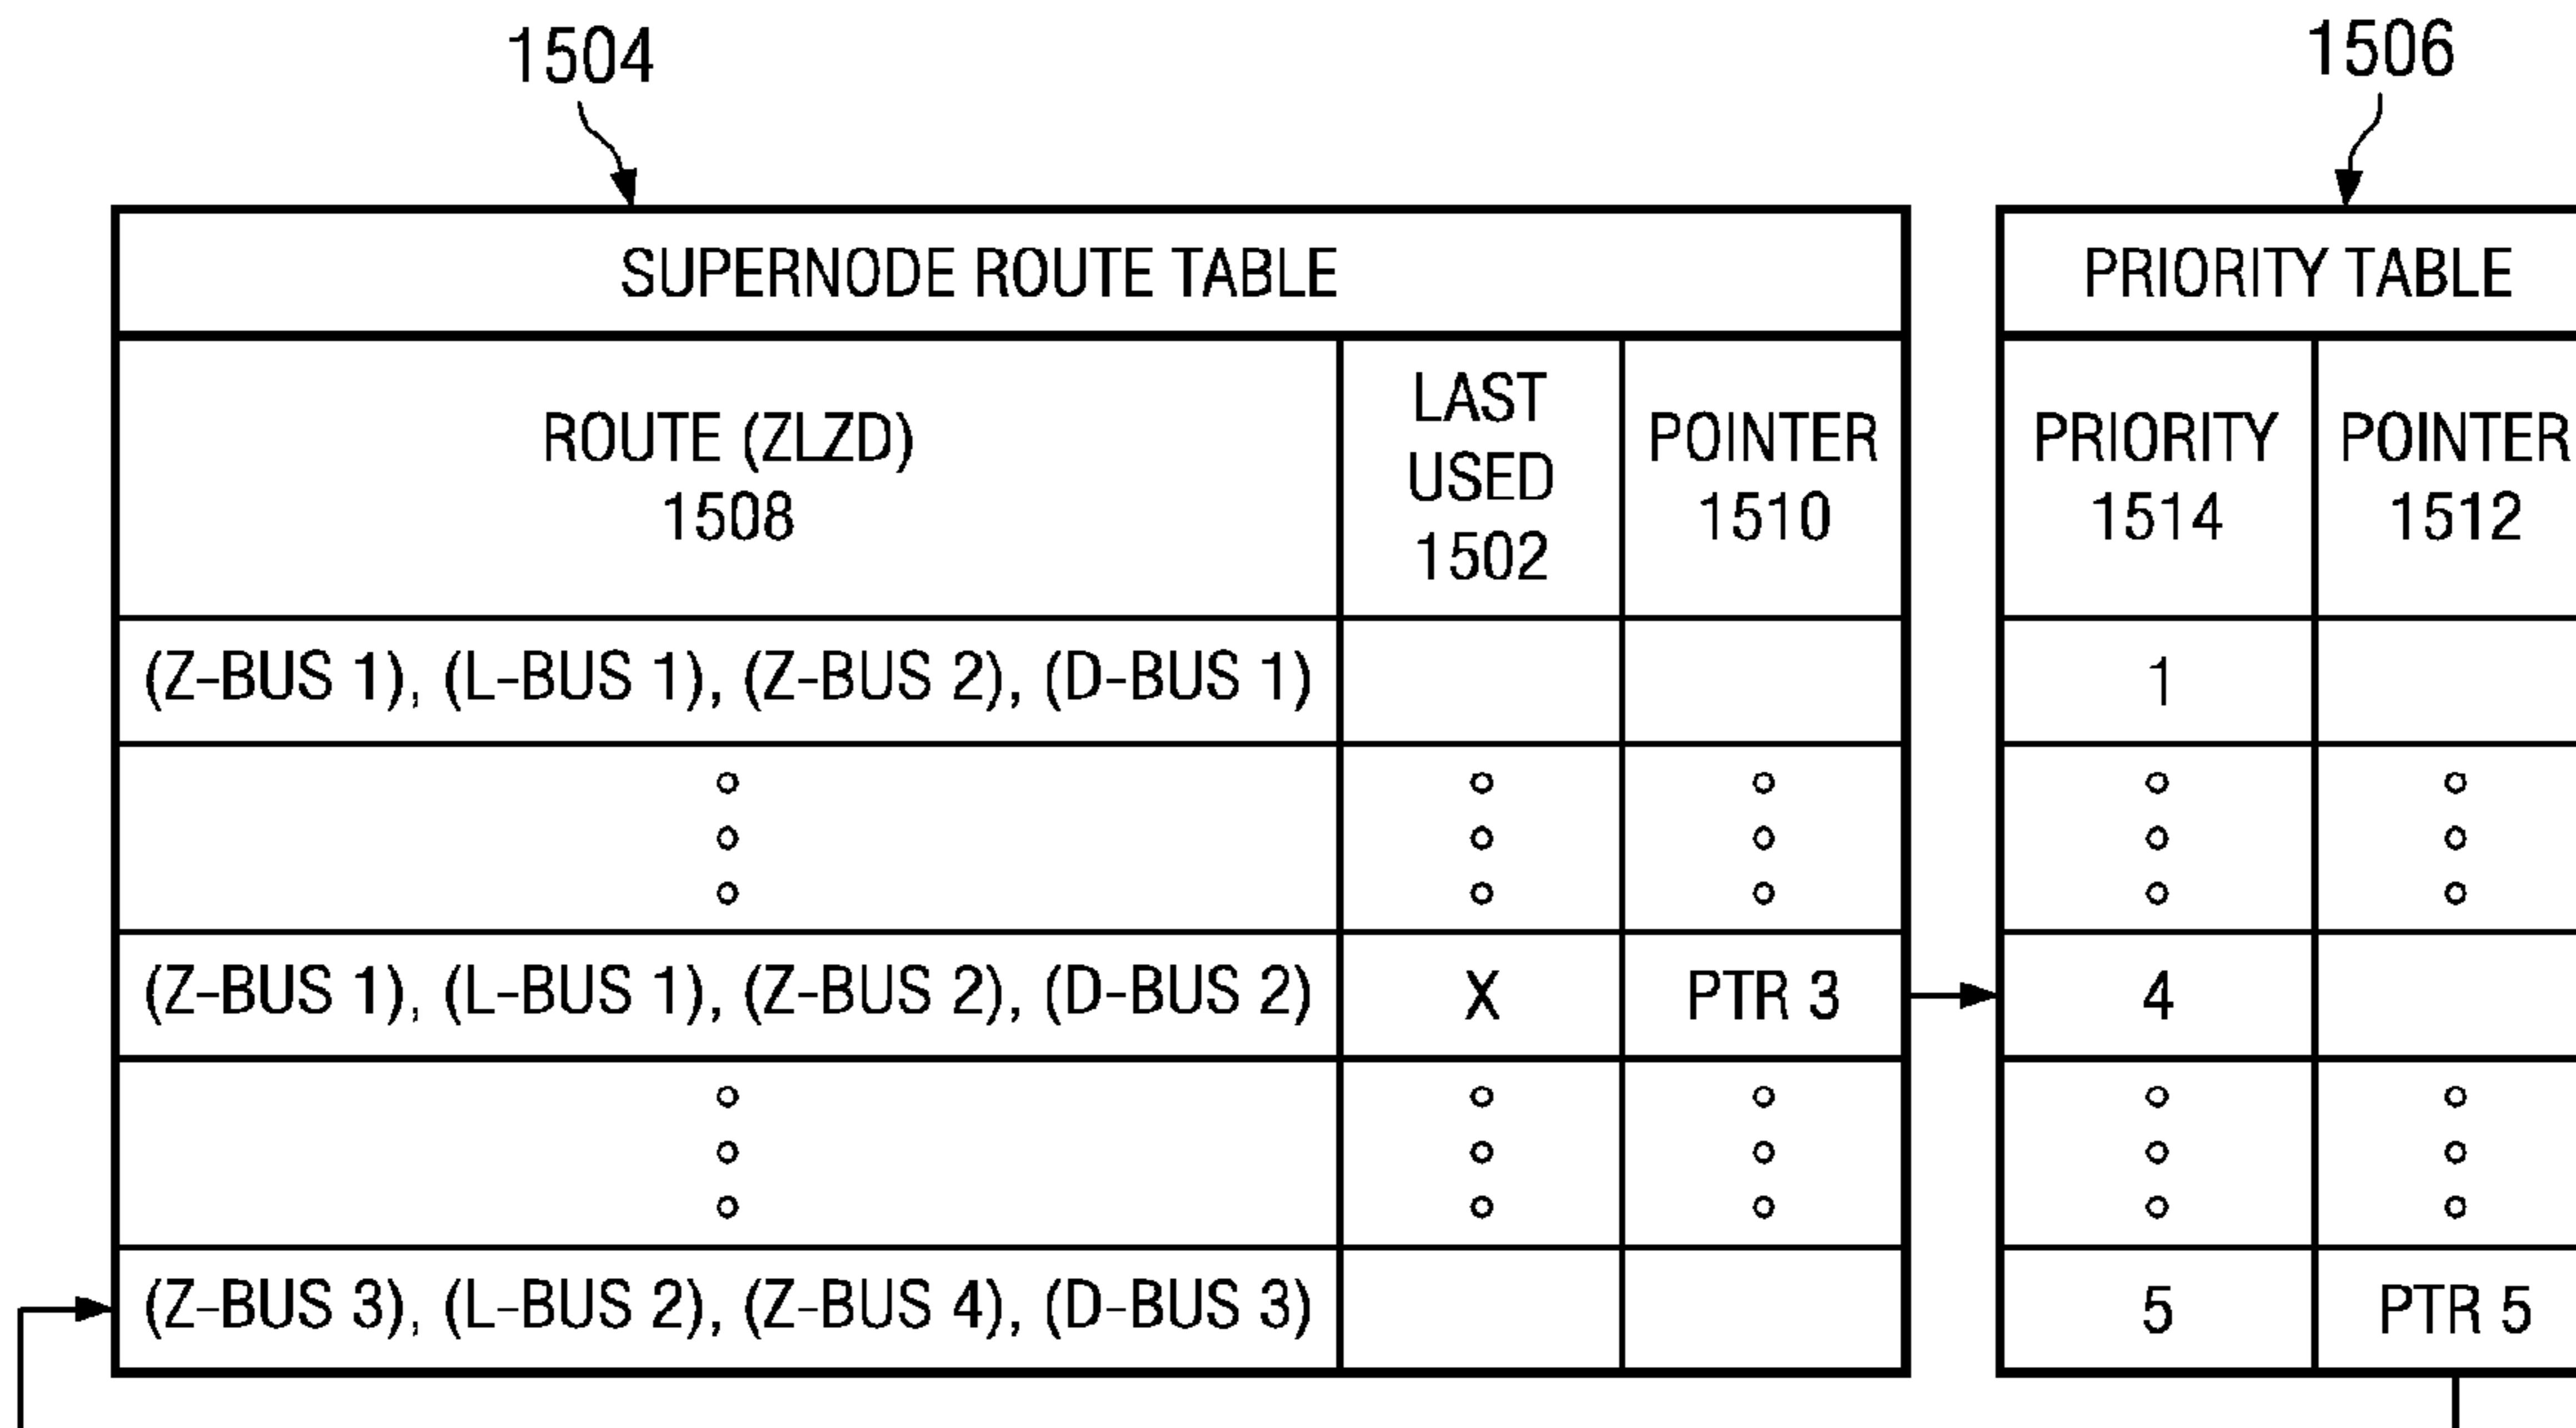 1504
1506
SUPERNODE ROUTE TABLE
ROUTE (ZLZD)
1508
LAST
USED
1502
POINTER
1510
(Z-BUS 1), (L-BUS 1), (Z-BUS 2), (D-BUS 1)
(Z-BUS 1), (L-BUS 1), (Z-BUS 2), (D-BUS 2)
X
PTR 3
(Z-BUS 3), (L-BUS 2), (Z-BUS 4), (D-BUS 3)
PRIORITY TABLE
PRIORITY
1514
POINTER
1512
1
4
5
PTR 5